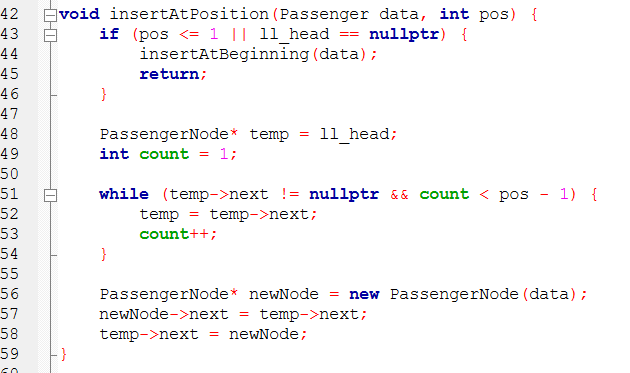 42 void insertAtPosition(Passenger data, int pos) {
43     if (pos <= 1 || ll_head == nullptr) {
44         insertAtBeginning(data);
45         return;
46     }
47
48     PassengerNode* temp = ll_head;
49     int count = 1;
50
51     while (temp->next != nullptr && count < pos - 1) {
52         temp = temp->next;
53         count++;
54     }
55
56     PassengerNode* newNode = new PassengerNode(data);
57     newNode->next = temp->next;
58     temp->next = newNode;
59 }